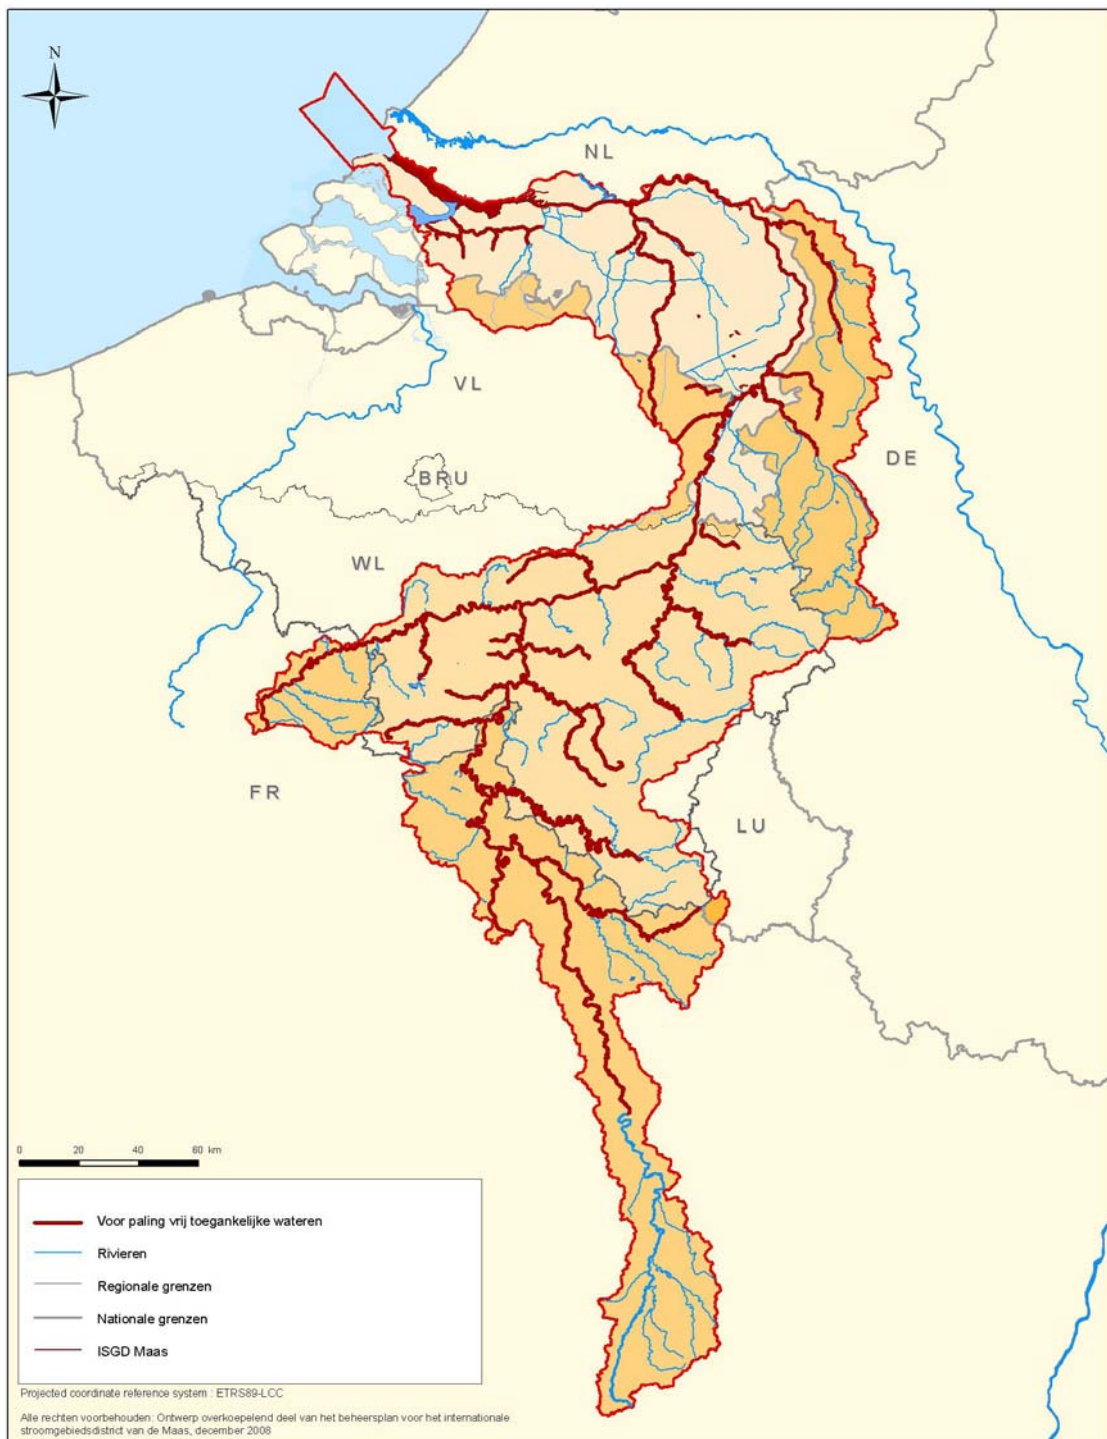 N
NL
VL
DE
BRU
WL
FR
LU
0 20 40 60 km
Voor paling vrij toegankelijke wateren
Rivieren
Regionale grenzen
Nationale grenzen
ISGD Maas
Projected coordinate reference system : ETRS89-LCC
Alle rechten voorbehouden: Ontwerp overkoepelend deel van het beheersplan voor het internationale
stroomgebiedsdistrict van de Maas, december 2008